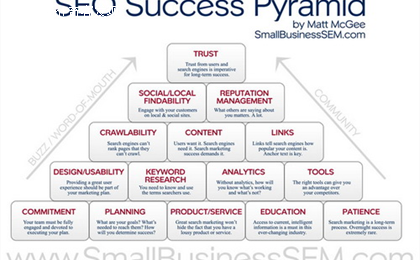 SEO Success Pyramid
by Matt McGee
SmallBusinessSEM.com
TRUST
Trust from users and
search engines is imperative
for long-term success.
SOCIAL/LOCAL
FINDABILITY
Engage with your customers
on local & social sites.
REPUTATION
MANAGEMENT
What others are saying about
you matters. A lot.
CRAWLABILITY
Search engines can't
rank pages that they
can't crawl.
CONTENT
Users want it. Search engines
need it. Search marketing
success demands it.
LINKS
Links tell search engines how
popular your content is.
Anchor text is key.
DESIGN/USABILITY
Providing a great user
experience should be part of
your marketing plan.
KEYWORD
RESEARCH
You need to know and use
the terms searchers use.
ANALYTICS
Without analytics, how will
you know what's working
and what's not?
TOOLS
The right tools can give you
an advantage over your
competitors.
COMMITMENT
Your team must be fully
engaged and devoted to
executing your plan.
PLANNING
What are your goals? What's
needed to reach them? How
will you determine success?
PRODUCT/SERVICE
Great search marketing won't
hide the fact that you have a
lousy product or service.
EDUCATION
Access to current, intelligent
information is a must in this
ever-changing industry.
PATIENCE
Search marketing is a long-
term process. Overnight
success is extremely rare.
BUZZ / WORD-OF-MOUTH
COMMUNITY
www.SmallBusinessSEM.com